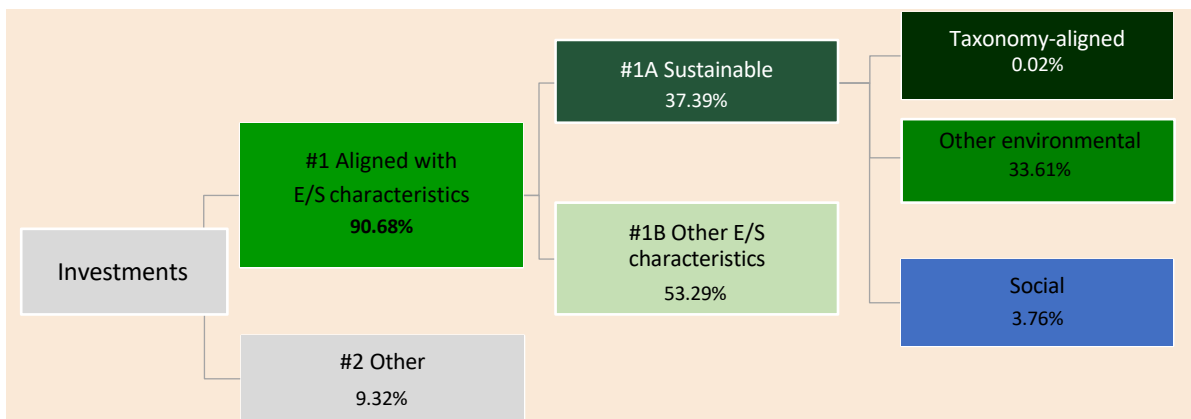 Investments
#1 Aligned with
E/S characteristics
90.68%
#2 Other
9.32%
#1A Sustainable
37.39%
#1B Other E/S
characteristics
53.29%
Taxonomy-aligned
0.02%
Other environmental
33.61%
Social
3.76%